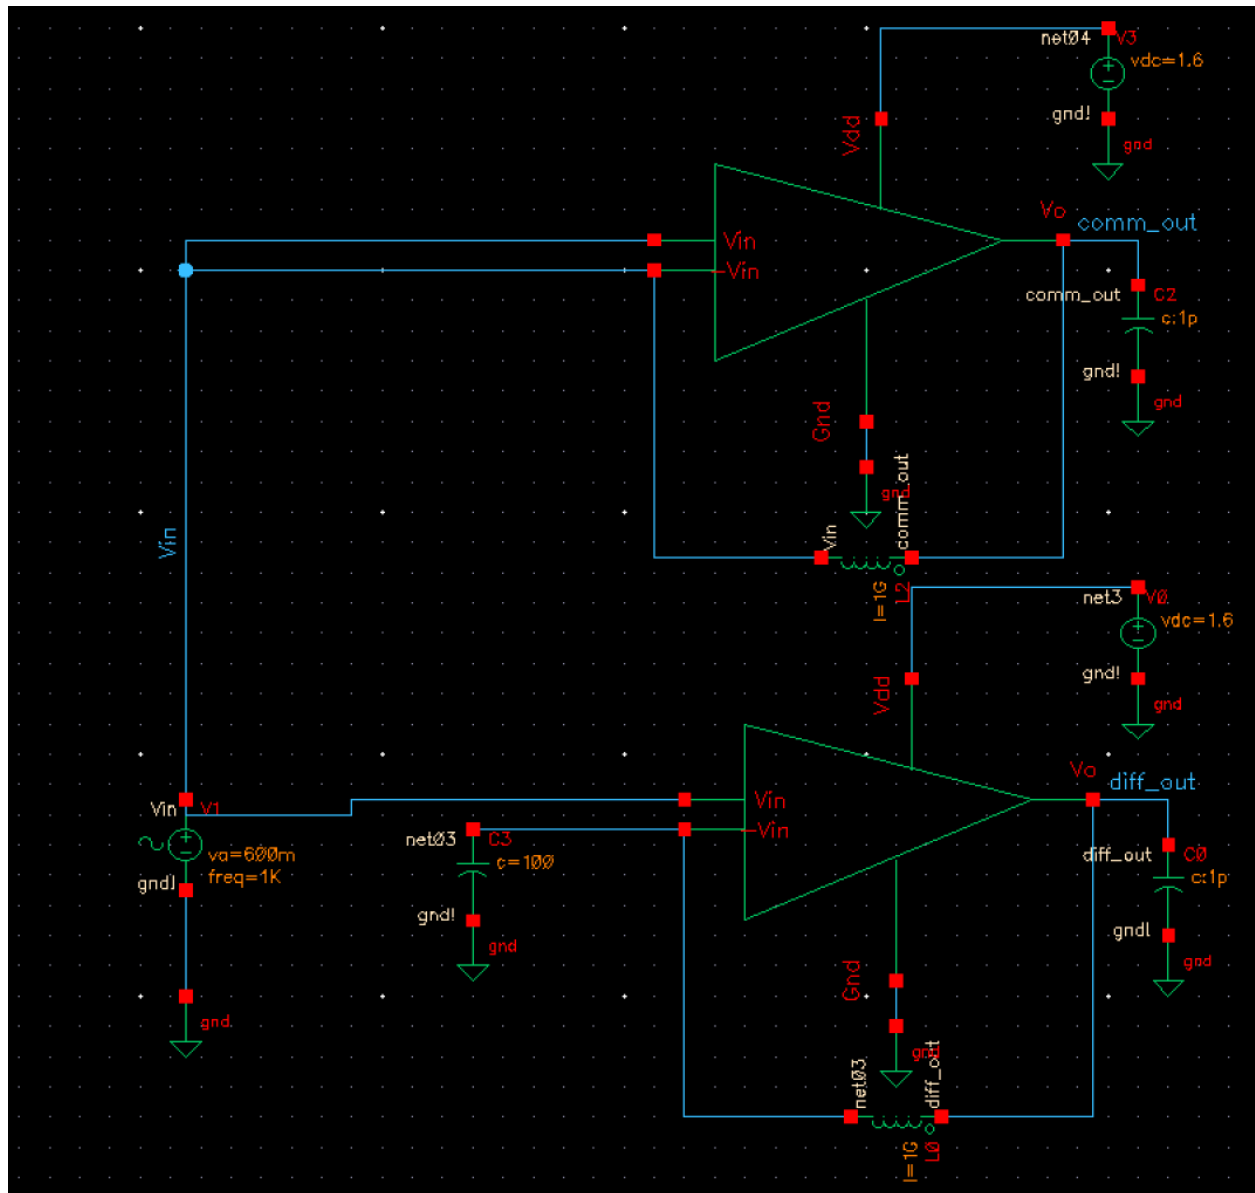 net04
V3
vdc=1.6
gnd!
gnd
Vdd
Vin
-Vin
Vo
comm_out
comm_out
C2
c:1p
gnd!
gnd
Gnd
gnd
Vin
comm_out
l=1G
L2
Vin
net3
V0
vdc=1.6
gnd!
gnd
Vdd
Vin
-Vin
Vo
diff_out
diff_out
C0
c:1p
gnd!
gnd
Vin
V1
va=600m
freq=1K
gnd!
gnd
net03
C3
c=100
gnd!
gnd
Gnd
gnd
net03
diff_out
l=1G
L0